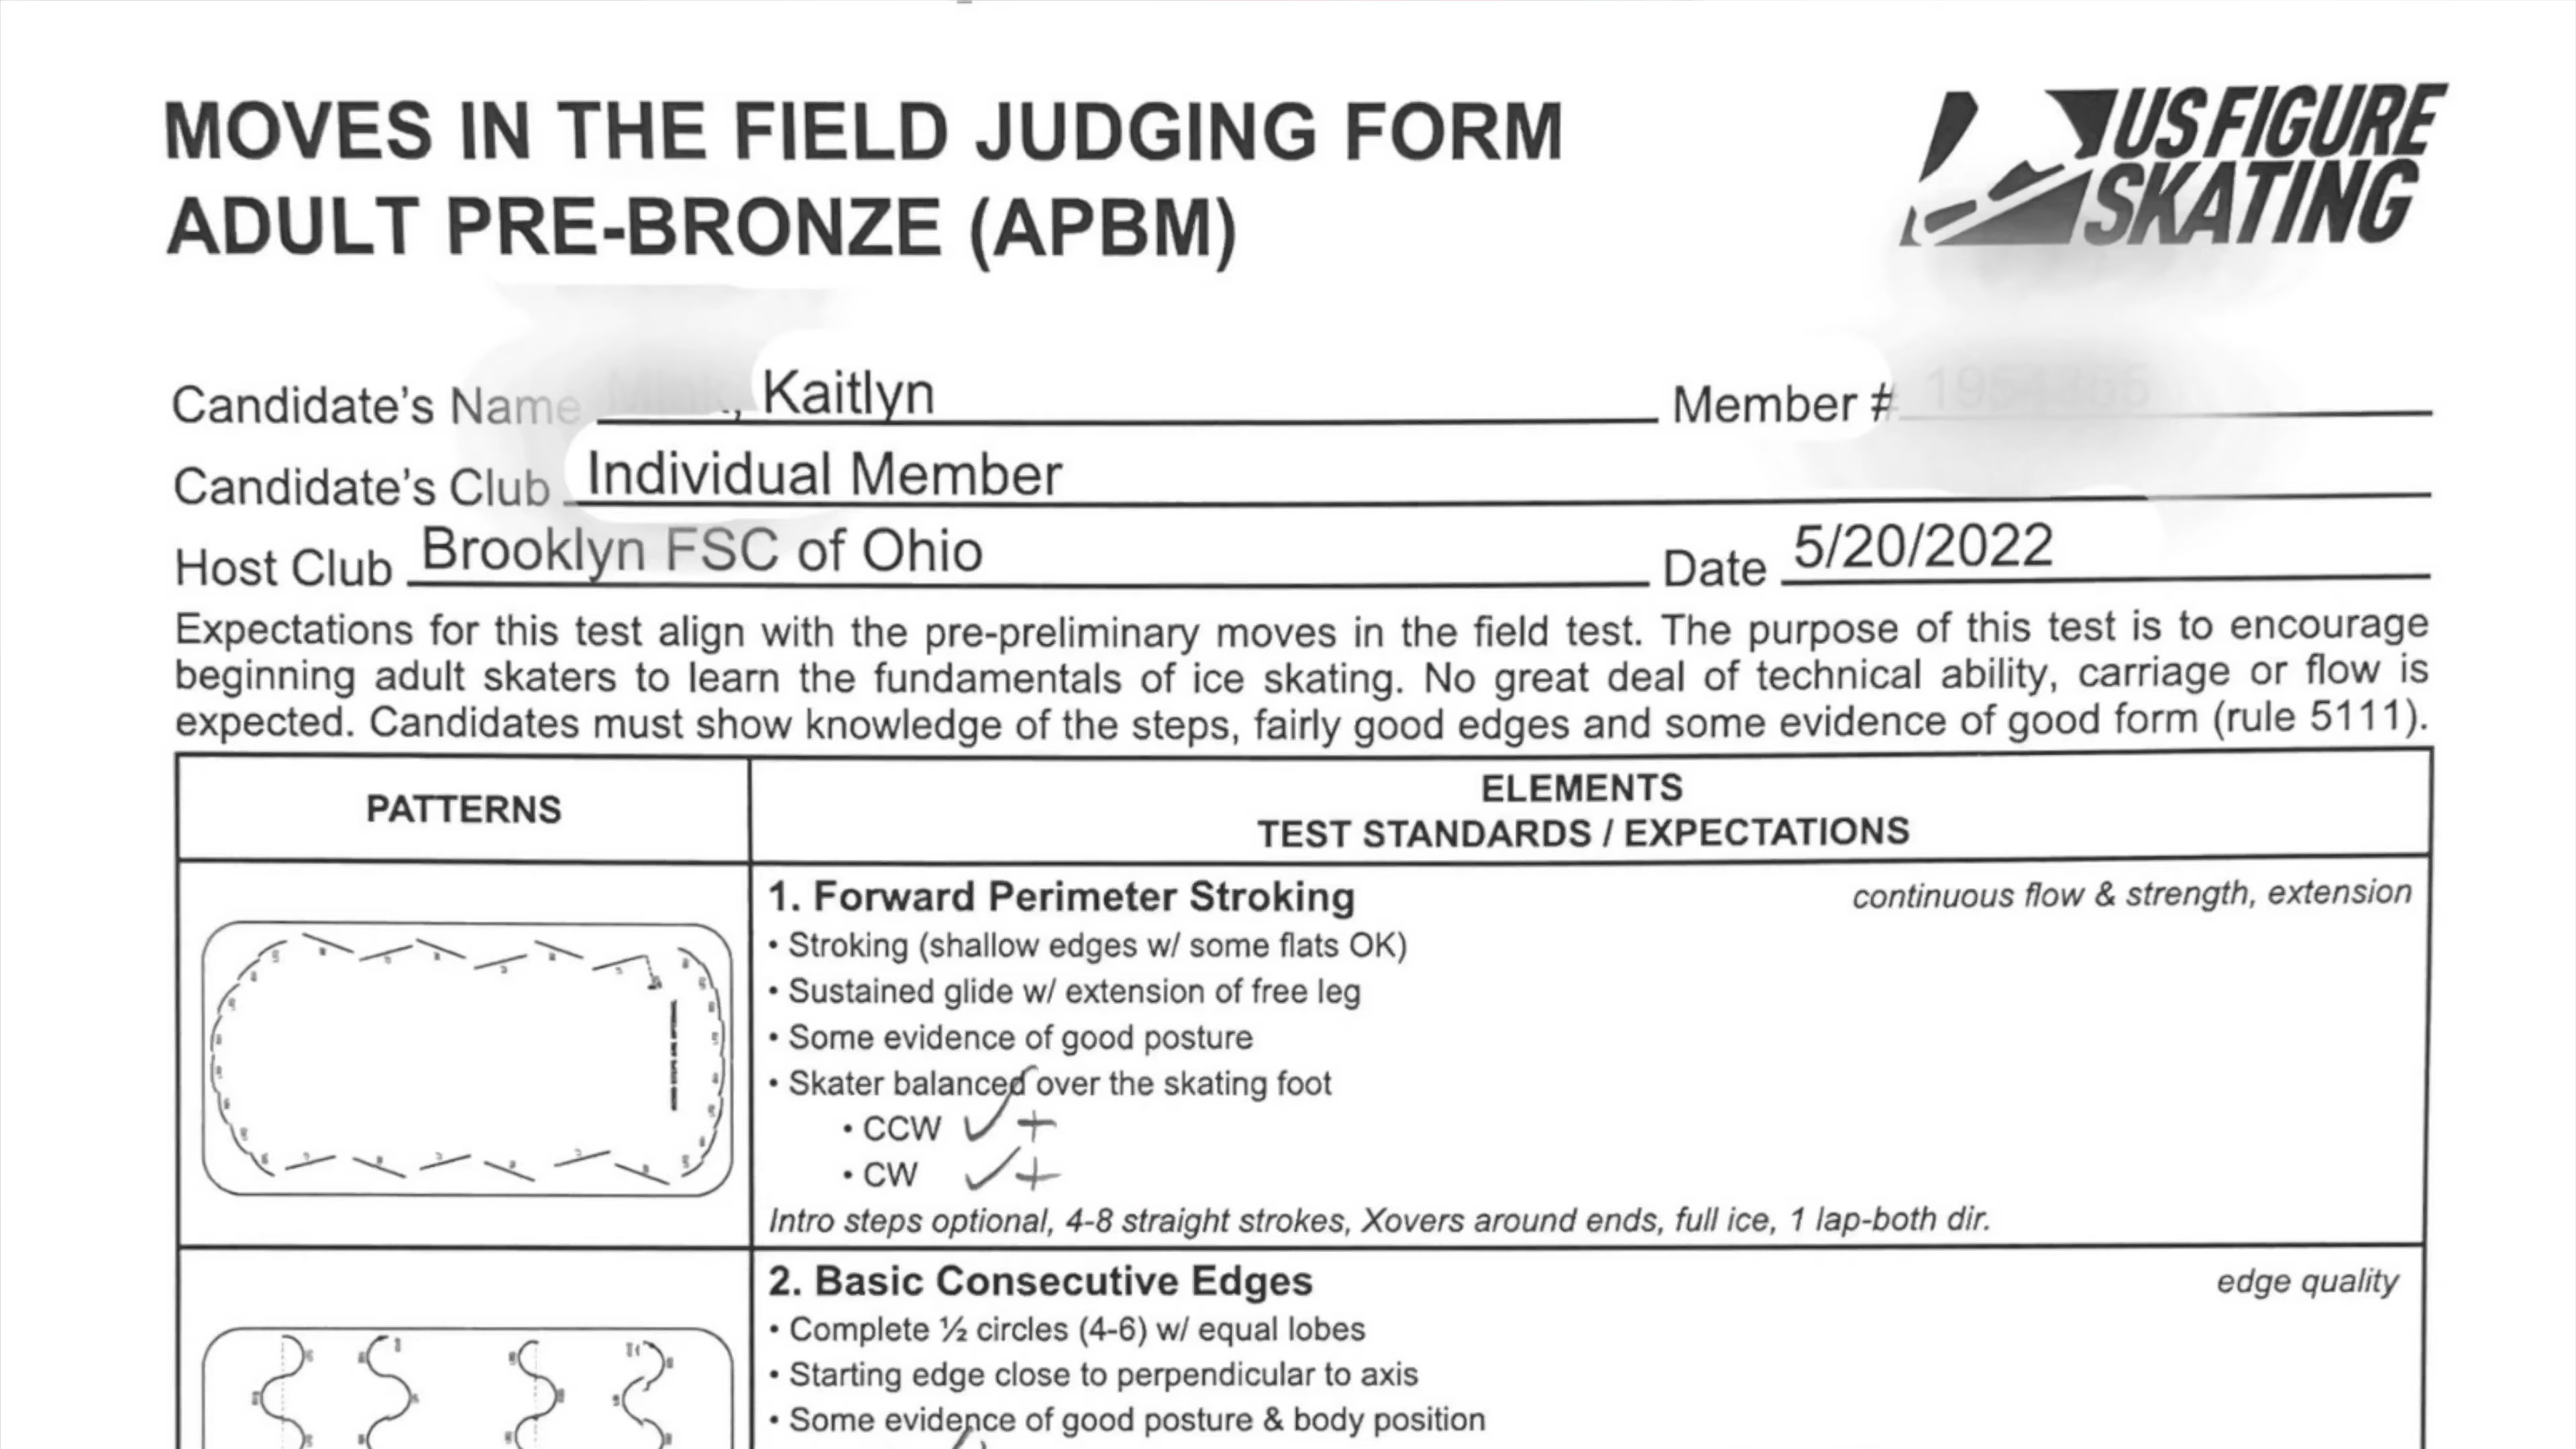 MOVES IN THE FIELD JUDGING FORM
ADULT PRE-BRONZE (APBM)
US FIGURE
SKATING
Candidate's Name , Kaitlyn Member #
Candidate's Club Individual Member
Host Club Brooklyn FSC of Ohio Date 5/20/2022
Expectations for this test align with the pre-preliminary moves in the field test. The purpose of this test is to encourage
beginning adult skaters to learn the fundamentals of ice skating. No great deal of technical ability, carriage or flow is
expected. Candidates must show knowledge of the steps, fairly good edges and some evidence of good form (rule 5111).
PATTERNS
ELEMENTS
TEST STANDARDS / EXPECTATIONS
1. Forward Perimeter Stroking continuous flow & strength, extension
• Stroking (shallow edges w/ some flats OK)
• Sustained glide w/ extension of free leg
• Some evidence of good posture
• Skater balanced over the skating foot
• CCW ✓ +
• CW ✓ +
Intro steps optional, 4-8 straight strokes, Xovers around ends, full ice, 1 lap-both dir.
2. Basic Consecutive Edges edge quality
• Complete ½ circles (4-6) w/ equal lobes
• Starting edge close to perpendicular to axis
• Some evidence of good posture & body position